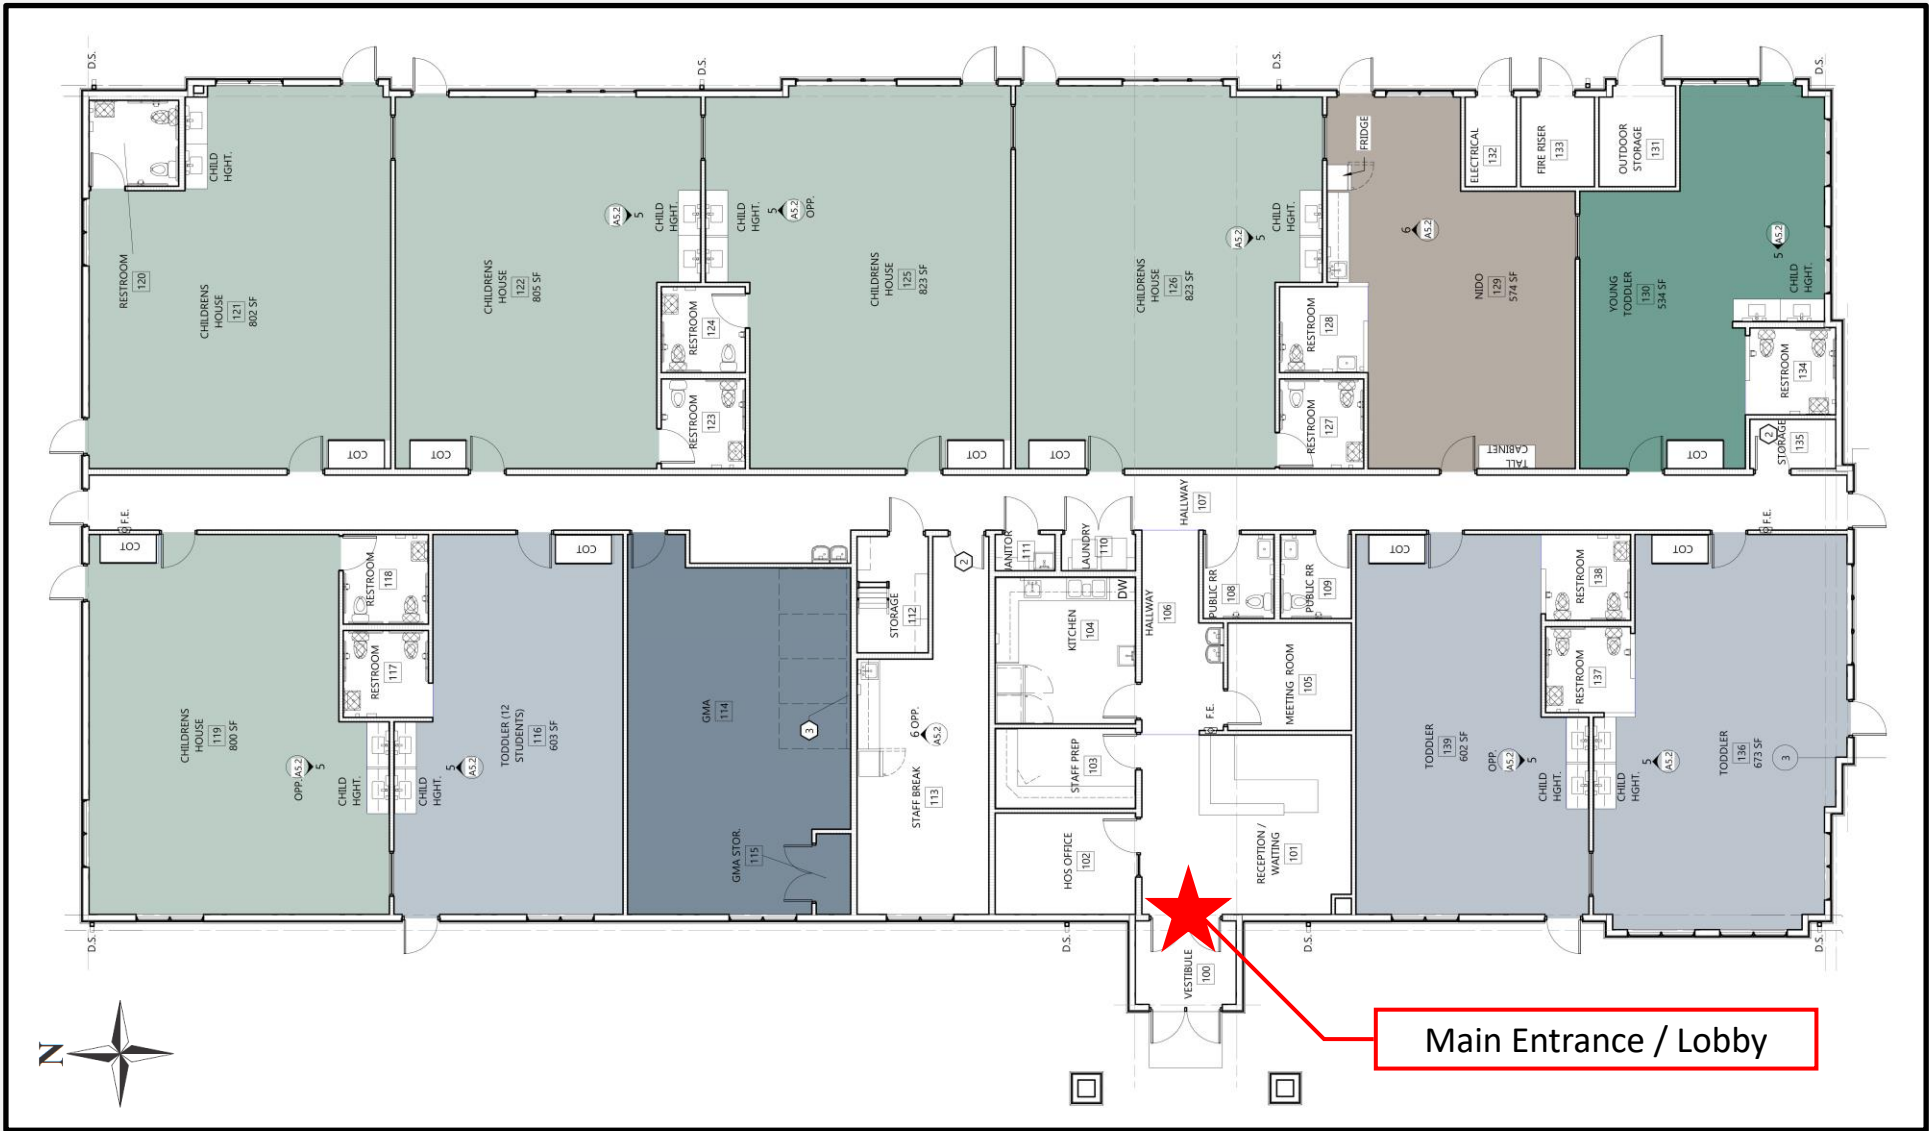 D.S.
D.S.
D.S.
D.S.
RESTROOM
120
CHILD
HGHT.
CHILDRENS
HOUSE
121
802 SF
COT
CHILDRENS
HOUSE
122
805 SF
A5.2
5
CHILD
HGHT.
COT
RESTROOM
124
RESTROOM
123
CHILD
HGHT.
5
A5.2
OPP.
CHILDRENS
HOUSE
125
823 SF
COT
CHILDRENS
HOUSE
126
823 SF
A5.2
5
CHILD
HGHT.
COT
RESTROOM
128
RESTROOM
127
FRIDGE
6
A5.2
NIDO
129
574 SF
TALL
CABINET
ELECTRICAL
132
FIRE RISER
133
OUTDOOR
STORAGE
131
YOUNG
TODDLER
130
534 SF
A5.2
5
CHILD
HGHT.
COT
RESTROOM
134
2
STORAGE
135
F.E.
HALLWAY
107
F.E.
COT
RESTROOM
118
RESTROOM
117
CHILDRENS
HOUSE
119
800 SF
OPP.
A5.2
5
CHILD
HGHT.
COT
TODDLER (12
STUDENTS)
116
603 SF
5
A5.2
CHILD
HGHT.
GMA
114
3
GMA STOR.
115
STORAGE
112
2
STAFF BREAK
113
6 OPP.
A5.2
JANITOR
111
LAUNDRY
110
KITCHEN
104
DW
HALLWAY
106
STAFF PREP
103
HOS OFFICE
102
PUBLIC RR
108
PUBLIC RR
109
MEETING ROOM
105
F.E.
RECEPTION /
WAITING
101
COT
TODDLER
139
602 SF
OPP.
A5.2
5
CHILD
HGHT.
RESTROOM
138
RESTROOM
137
COT
TODDLER
136
673 SF
5
A5.2
CHILD
HGHT.
3
D.S.
D.S.
D.S.
D.S.
VESTIBULE
100
Main Entrance / Lobby
N